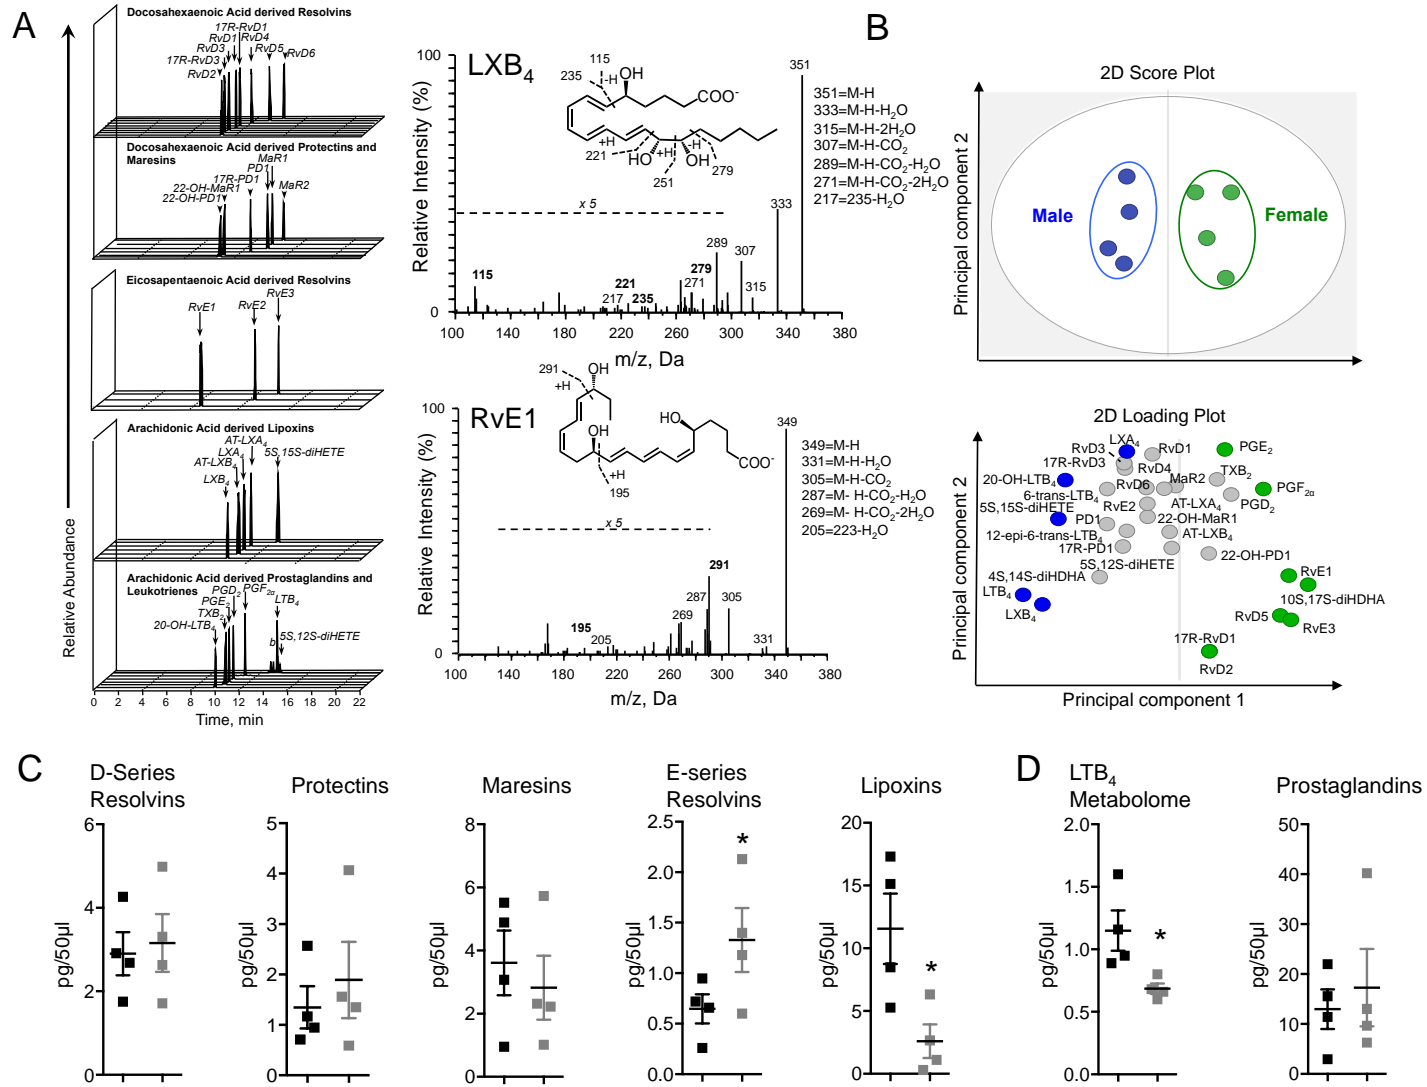 A
Relative Abundance
Docosahexaenoic Acid derived Resolvins
17R-RvD1
RvD1
RvD4
RvD3
RvD5
RvD6
17R-RvD3
RvD2
Docosahexaenoic Acid derived Protectins and
Maresins
MaR1
PD1
17R-PD1
22-OH-MaR1
MaR2
22-OH-PD1
Eicosapentaenoic Acid derived Resolvins
RvE3
RvE1
RvE2
Arachidonic Acid derived Lipoxins
AT-LXA4
LXA4
5S,15S-diHETE
AT-LXB4
LXB4
Arachidonic Acid derived Prostaglandins and
Leukotrienes
PGD2
PGF2α
PGE2
LTB4
TXB2
20-OH-LTB4
5S,12S-diHETE
b
0 2 4 6 8 10 12 14 16 18 20 22
Time, min
LXB4
100
Relative Intensity (%)
0
115
-H
235
OH
COO-
+H
HO
+H
OH
-H
221
251
279
x 5
351
333
289
307
279
271
315
115
221
217
235
351=M-H
333=M-H-H2O
315=M-H-2H2O
307=M-H-CO2
289=M-H-CO2-H2O
271=M-H-CO2-2H2O
217=235-H2O
100 140 180 220 260 300 340 380
m/z, Da
RvE1
100
Relative Intensity (%)
0
291
+H
OH
OH
HO
COO-
+H
195
x 5
349
291
287
305
269
331
195
205
349=M-H
331=M-H-H2O
305=M-H-CO2
287=M- H-CO2-H2O
269=M-H-CO2-2H2O
205=223-H2O
100 140 180 220 260 300 340 380
m/z, Da
B
2D Score Plot
Principal component 2
Male
Female
2D Loading Plot
Principal component 2
LXA4
RvD3
RvD1
PGE2
17R-RvD3
RvD4
TXB2
20-OH-LTB4
RvD6
MaR2
PGF2α
6-trans-LTB4
PGD2
5S,15S-diHETE
RvE2
AT-LXA4
PD1
22-OH-MaR1
12-epi-6-trans-LTB4
AT-LXB4
17R-PD1
22-OH-PD1
5S,12S-diHETE
4S,14S-diHDHA
RvE1
LTB4
10S,17S-diHDHA
LXB4
RvD5
RvE3
17R-RvD1
RvD2
Principal component 1
C
D-Series
Resolvins
pg/50µl
6
4
2
0
Protectins
pg/50µl
5
4
3
2
1
0
Maresins
pg/50µl
8
6
4
2
0
E-series
Resolvins
pg/50µl
2.5
2.0
1.5
1.0
0.5
0.0
*
Lipoxins
pg/50µl
20
15
10
5
0
*
D
LTB4
Metabolome
pg/50µl
2.0
1.5
1.0
0.5
0.0
*
Prostaglandins
pg/50µl
50
40
30
20
10
0